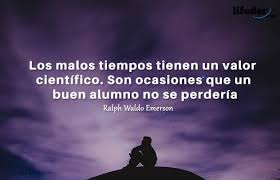 lifeder
Los malos tiempos tienen un valor
científico. Son ocasiones que un
buen alumno no se perdería
Ralph Waldo Emerson